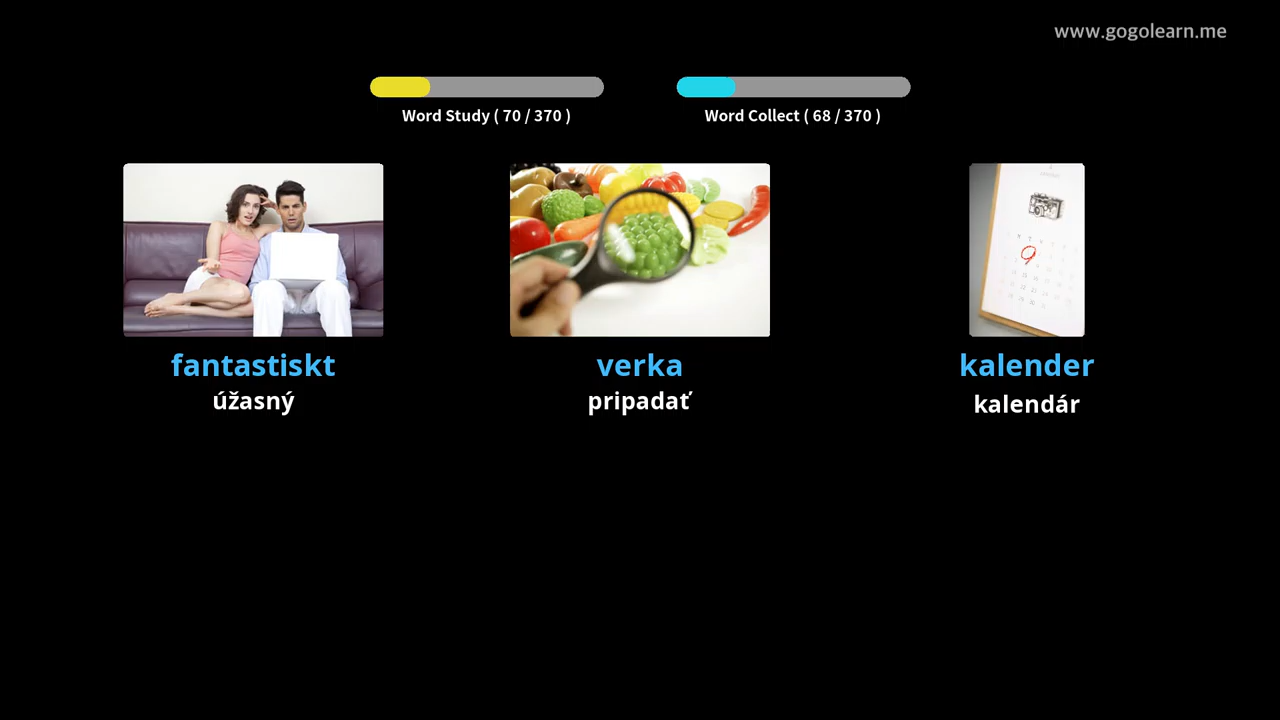 www.gogolearn.me
Word Study ( 70 / 370 )
Word Collect ( 68 / 370 )
fantastiskt
úžasný
verka
pripadať
kalender
kalendár